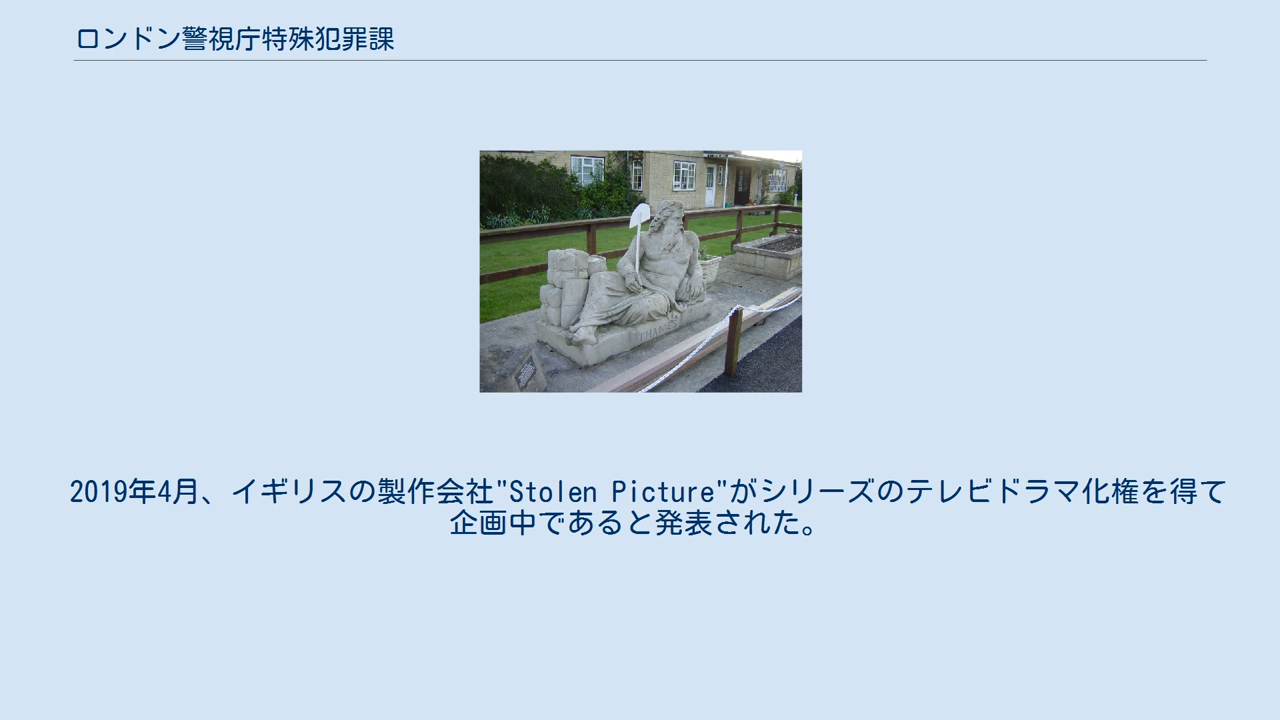 ロンドン警視庁特殊犯罪課
THAMES
2019年4月、イギリスの製作会社"Stolen Picture"がシリーズのテレビドラマ化権を得て
企画中であると発表された。